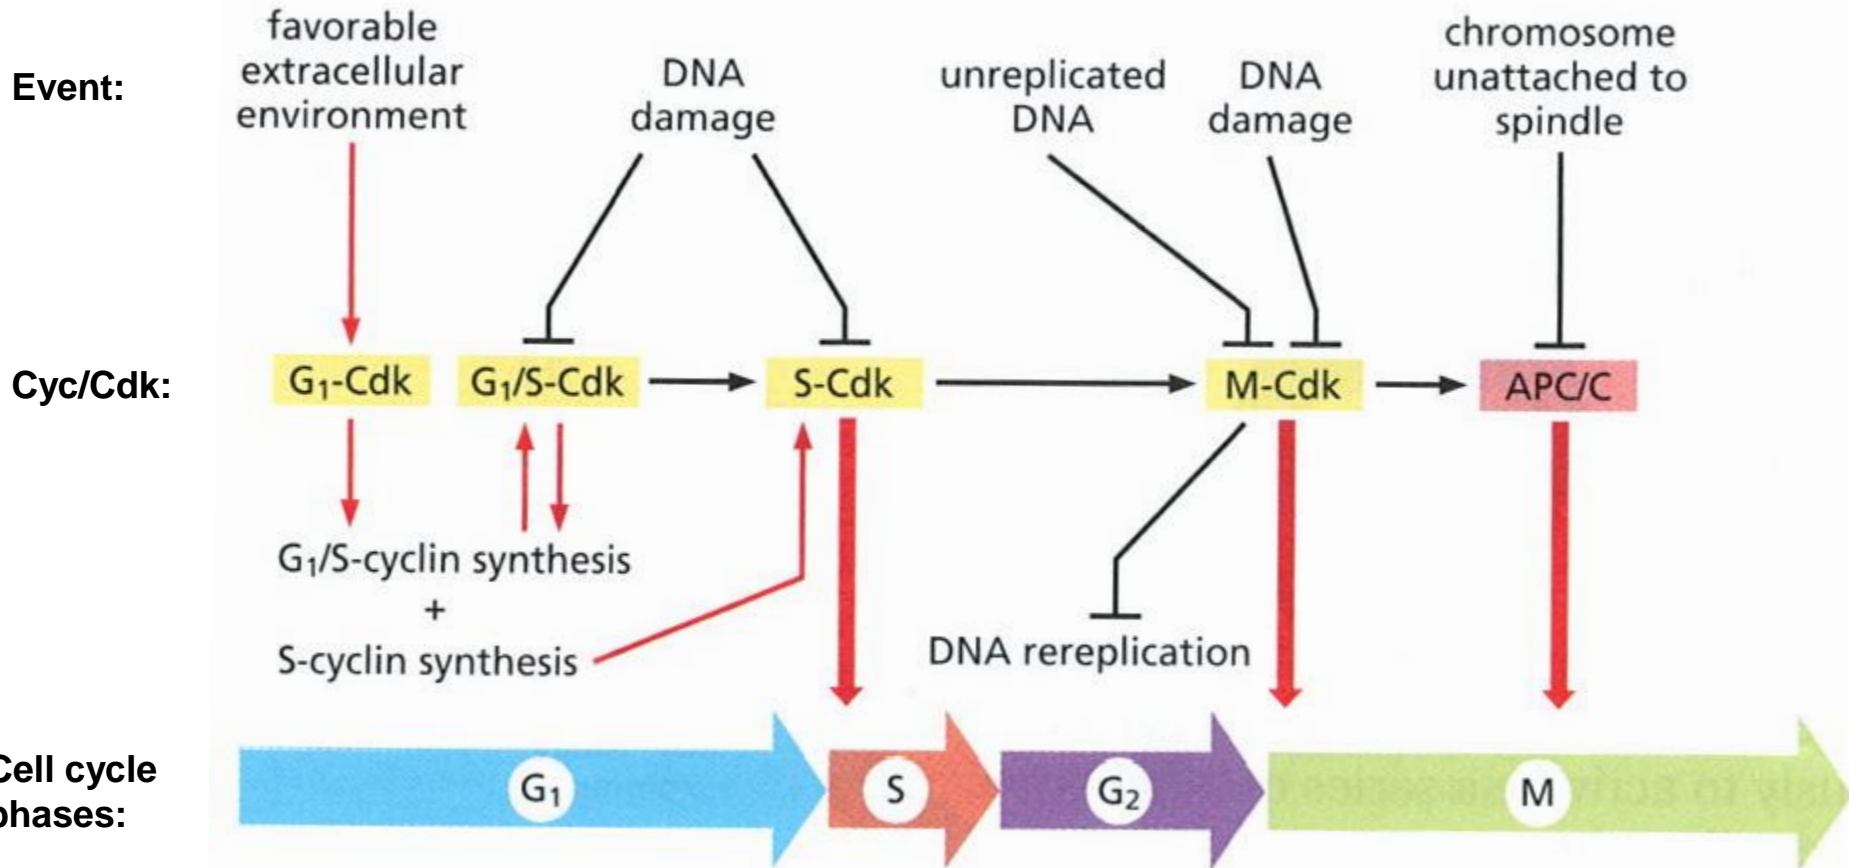 Event:
favorable
extracellular
environment
DNA
damage
unreplicated
DNA
DNA
damage
chromosome
unattached to
spindle
Cyc/Cdk:
G₁-Cdk
G₁/S-Cdk
S-Cdk
M-Cdk
APC/C
G₁/S-cyclin synthesis
+
S-cyclin synthesis
DNA rereplication
Cell cycle
phases:
G₁
S
G₂
M